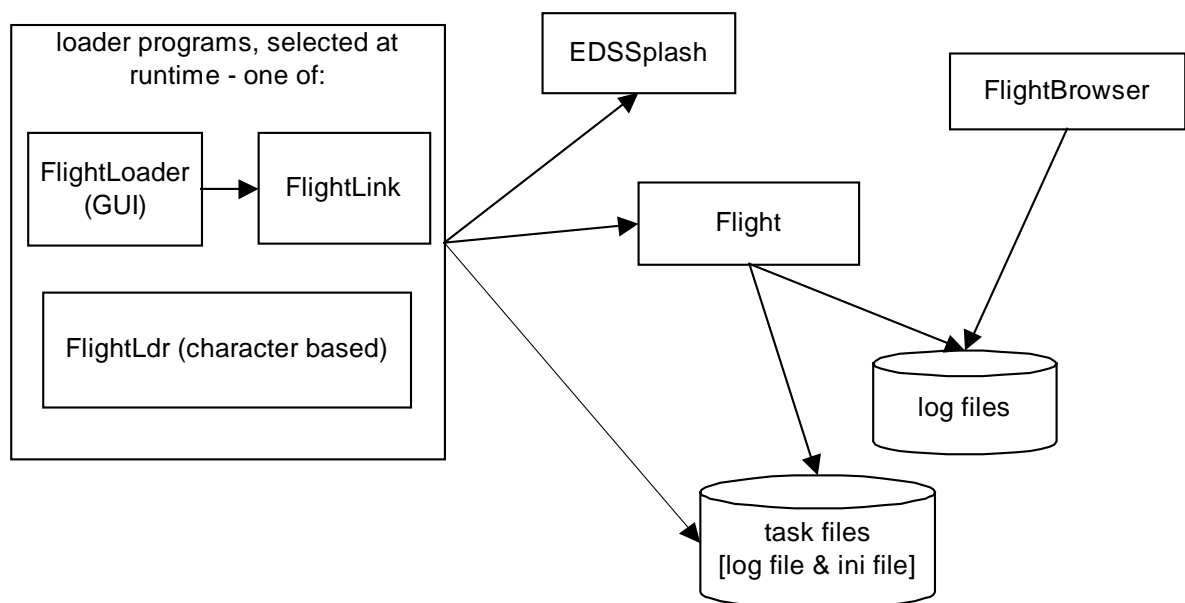 loader programs, selected at
runtime - one of:
EDSSplash
FlightBrowser
FlightLoader
(GUI)
FlightLink
Flight
FlightLdr (character based)
log files
task files
[log file & ini file]